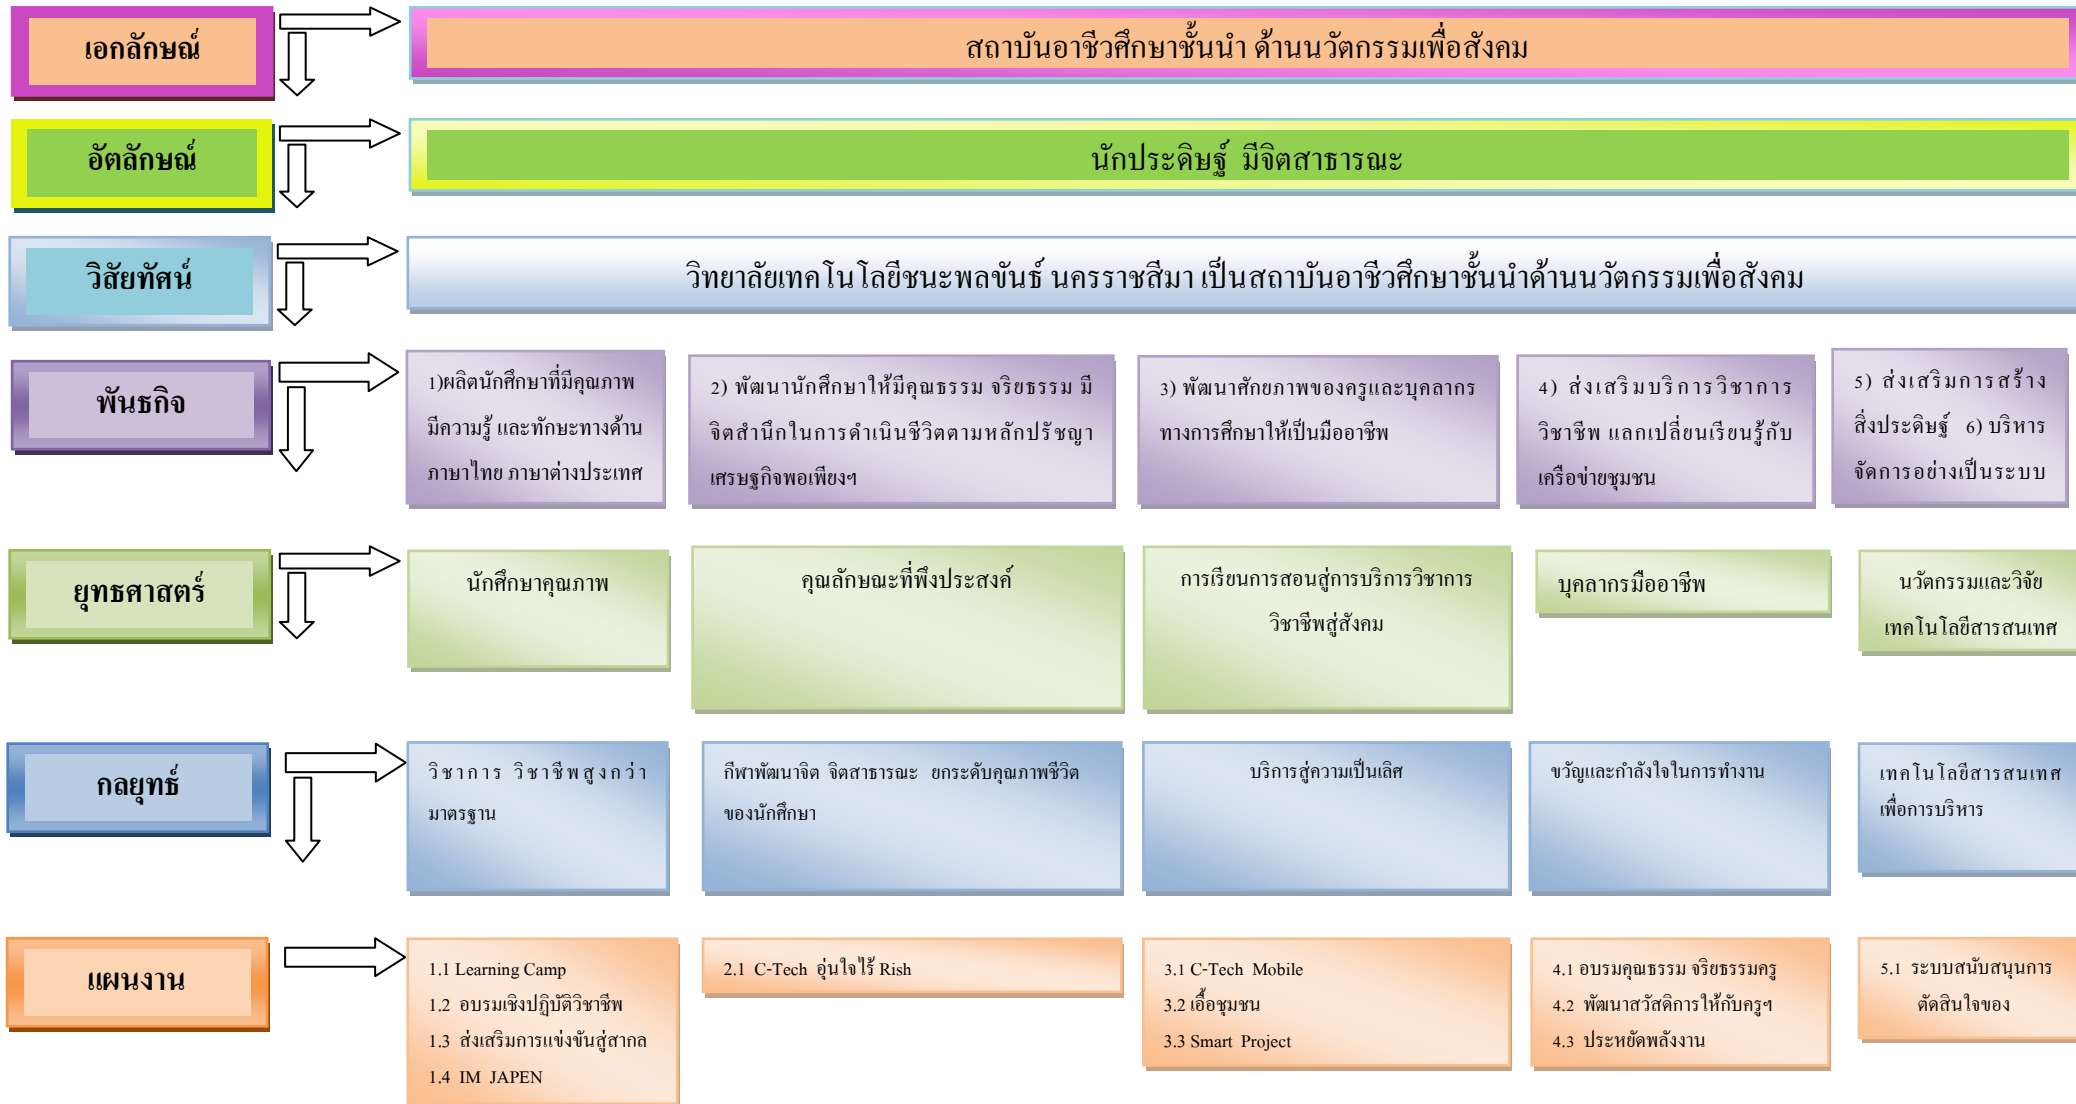 เอกลักษณ์
สถาบันอาชีวศึกษาชั้นนำ ด้านนวัตกรรมเพื่อสังคม
อัตลักษณ์
นักประดิษฐ์ มีจิตสาธารณะ
วิสัยทัศน์
วิทยาลัยเทคโนโลยีชนะพลขันธ์ นครราชสีมา เป็นสถาบันอาชีวศึกษาชั้นนำด้านนวัตกรรมเพื่อสังคม
พันธกิจ
1)ผลิตนักศึกษาที่มีคุณภาพ
มีความรู้ และทักษะทางด้าน
ภาษาไทย ภาษาต่างประเทศ
2) พัฒนานักศึกษาให้มีคุณธรรม จริยธรรม มี
จิตสำนึกในการดำเนินชีวิตตามหลักปรัชญา
เศรษฐกิจพอเพียงฯ
3) พัฒนาศักยภาพของครูและบุคลากร
ทางการศึกษาให้เป็นมืออาชีพ
4) ส่งเสริมบริการวิชาการ
วิชาชีพ แลกเปลี่ยนเรียนรู้กับ
เครือข่ายชุมชน
5) ส่งเสริมการสร้าง
สิ่งประดิษฐ์ 6) บริหาร
จัดการอย่างเป็นระบบ
ยุทธศาสตร์
นักศึกษาคุณภาพ
คุณลักษณะที่พึงประสงค์
การเรียนการสอนสู่การบริการวิชาการ
วิชาชีพสู่สังคม
บุคลากรมืออาชีพ
นวัตกรรมและวิจัย
เทคโนโลยีสารสนเทศ
กลยุทธ์
วิชาการ วิชาชีพสูงกว่า
มาตรฐาน
กีฬาพัฒนาจิต จิตสาธารณะ ยกระดับคุณภาพชีวิต
ของนักศึกษา
บริการสู่ความเป็นเลิศ
ขวัญและกำลังใจในการทำงาน
เทคโนโลยีสารสนเทศ
เพื่อการบริหาร
แผนงาน
1.1 Learning Camp
1.2 อบรมเชิงปฏิบัติวิชาชีพ
1.3 ส่งเสริมการแข่งขันสู่สากล
1.4 IM JAPEN
2.1 C-Tech อุ่นใจไร้ Rish
3.1 C-Tech Mobile
3.2 เอื้อชุมชน
3.3 Smart Project
4.1 อบรมคุณธรรม จริยธรรมครู
4.2 พัฒนาสวัสดิการให้กับครูฯ
4.3 ประหยัดพลังงาน
5.1 ระบบสนับสนุนการ
ตัดสินใจของ